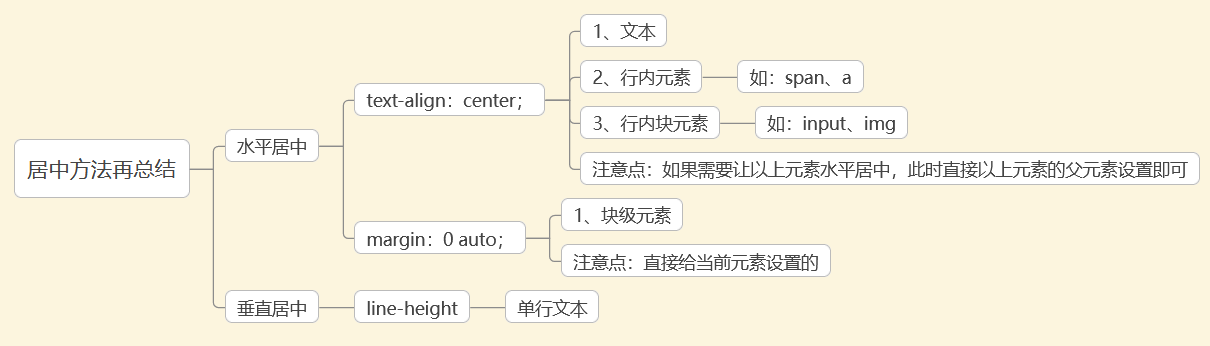 居中方法再总结
水平居中
text-align：center；
1、文本
2、行内元素
如：span、a
3、行内块元素
如：input、img
注意点：如果需要让以上元素水平居中，此时直接以上元素的父元素设置即可
margin：0 auto；
1、块级元素
注意点：直接给当前元素设置的
垂直居中
line-height
单行文本